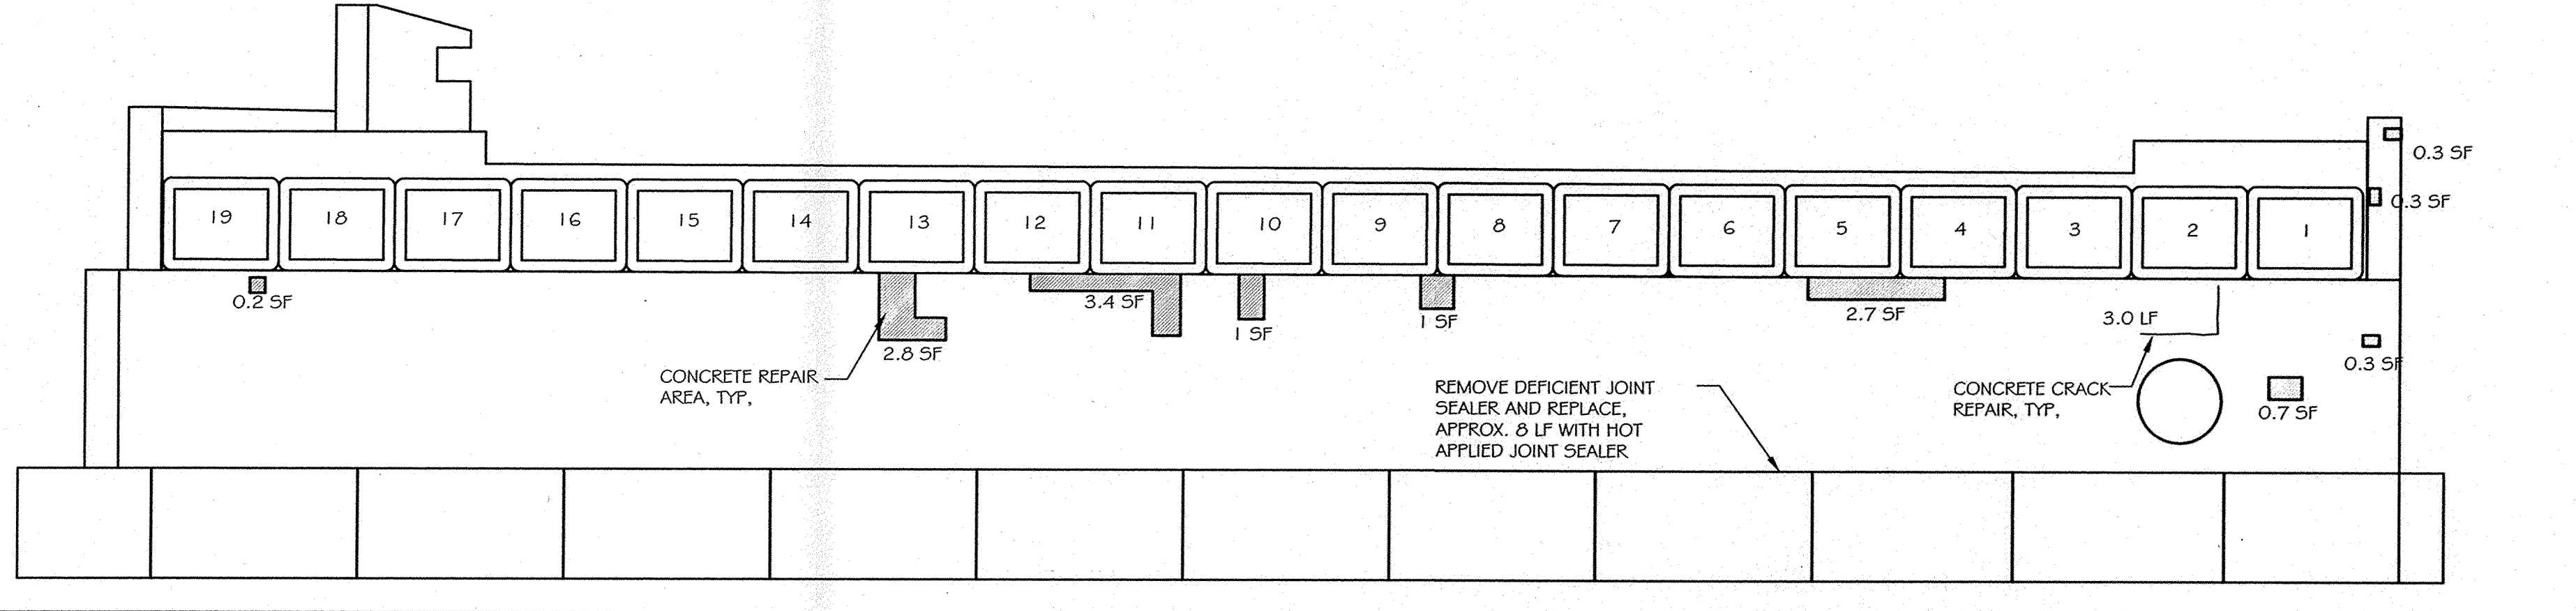 0.3 SF
0.3 SF
19
18
17
16
15
14
13
12
11
10
9
8
7
6
5
4
3
2
1
0.2 SF
3.4 SF
1 SF
1 SF
2.7 SF
3.0 LF
2.8 SF
0.3 SF
CONCRETE REPAIR
AREA, TYP,
REMOVE DEFICIENT JOINT
SEALER AND REPLACE,
APPROX. 8 LF WITH HOT
APPLIED JOINT SEALER
CONCRETE CRACK
REPAIR, TYP,
0.7 SF